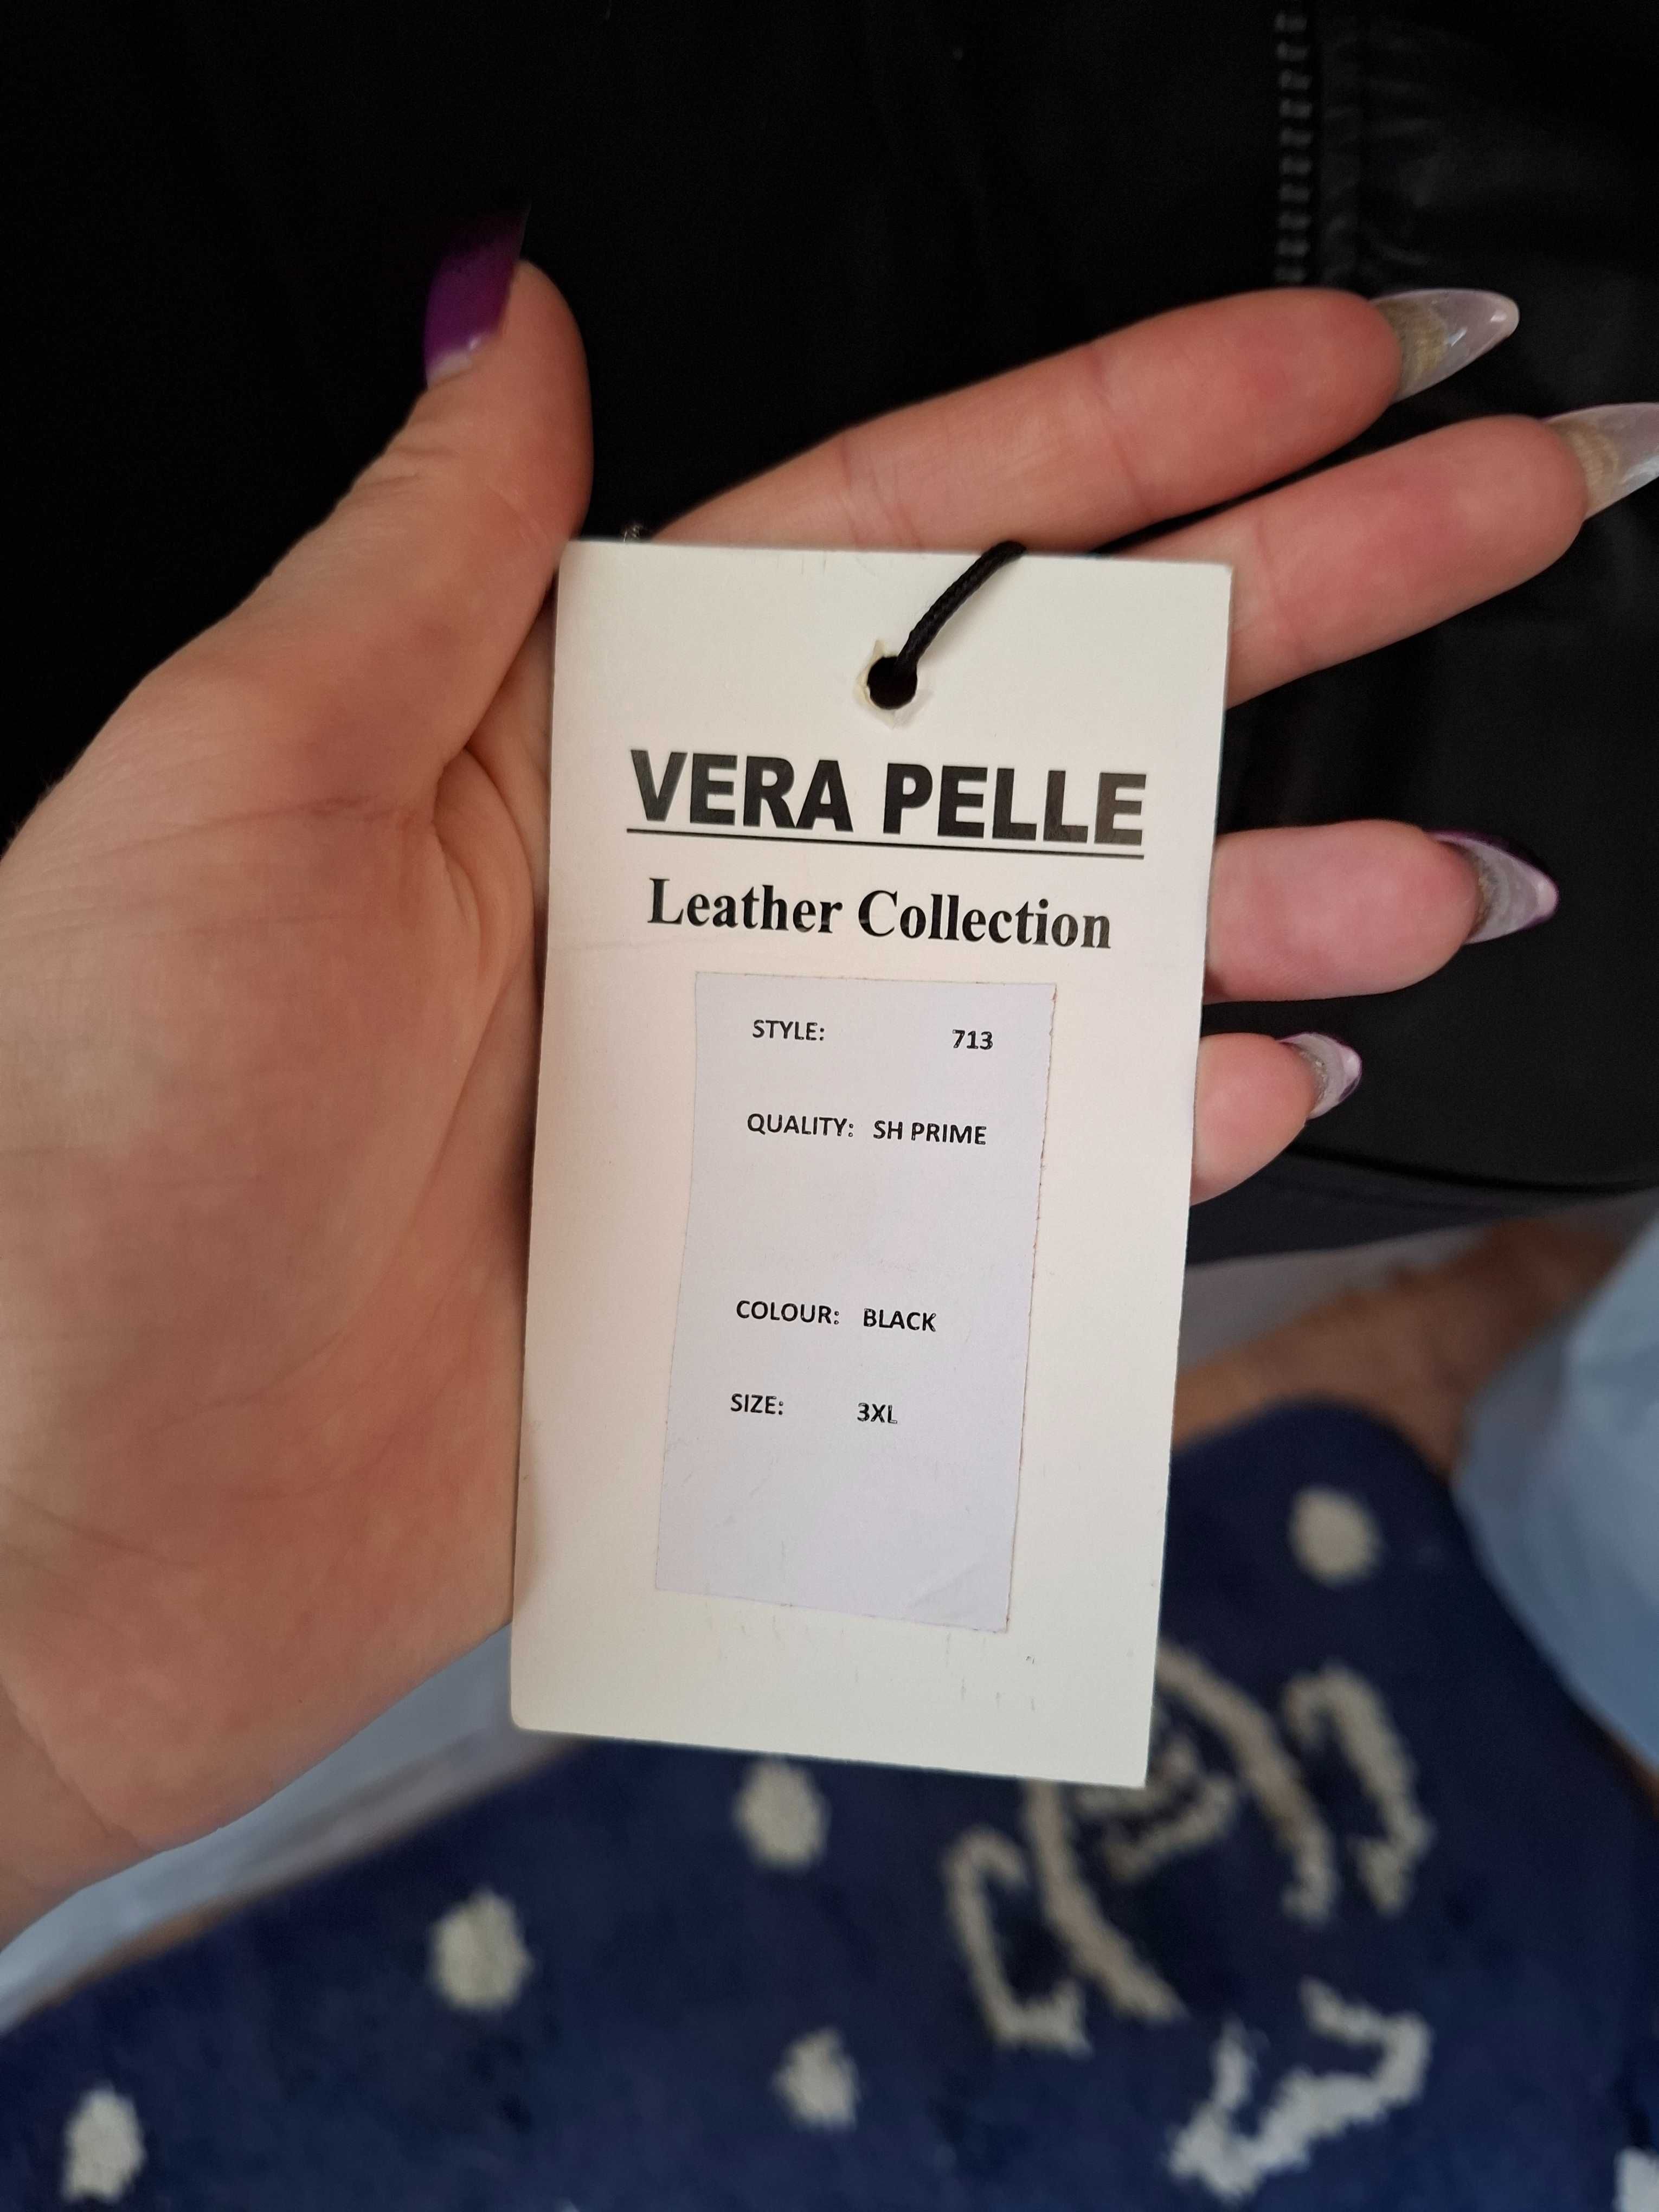 VERA PELLE
Leather Collection
STYLE: 713
QUALITY: SH PRIME
COLOUR: BLACK
SIZE: 3XL